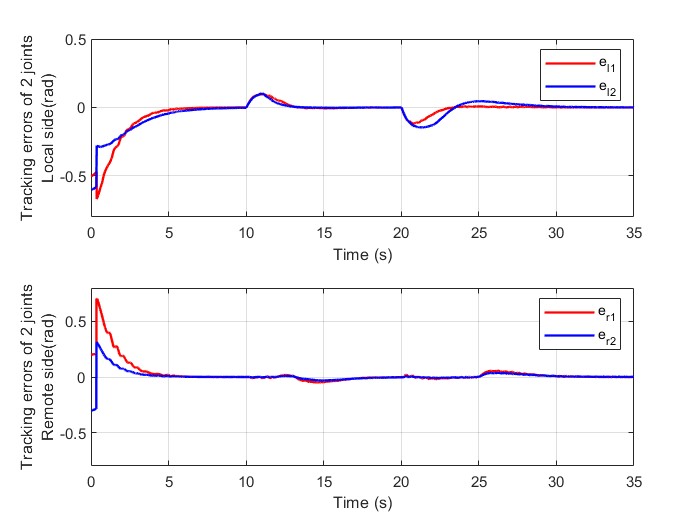 Tracking errors of 2 joints
Local side(rad)
0.5
0
-0.5
e_l1
e_l2
0 5 10 15 20 25 30 35
Time (s)
Tracking errors of 2 joints
Remote side(rad)
0.5
0
-0.5
e_r1
e_r2
0 5 10 15 20 25 30 35
Time (s)